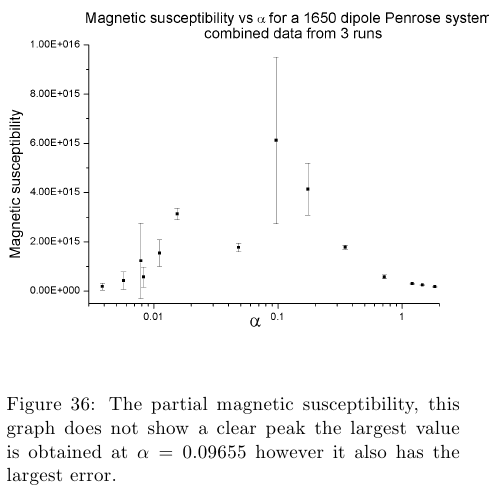 Magnetic susceptibility vs α for a 1650 dipole Penrose system
combined data from 3 runs
1.00E+016
8.00E+015
6.00E+015
4.00E+015
2.00E+015
0.00E+000
Magnetic susceptibility
0.01
0.1
1
α
Figure 36: The partial magnetic susceptibility, this
graph does not show a clear peak the largest value
is obtained at α = 0.09655 however it also has the
largest error.